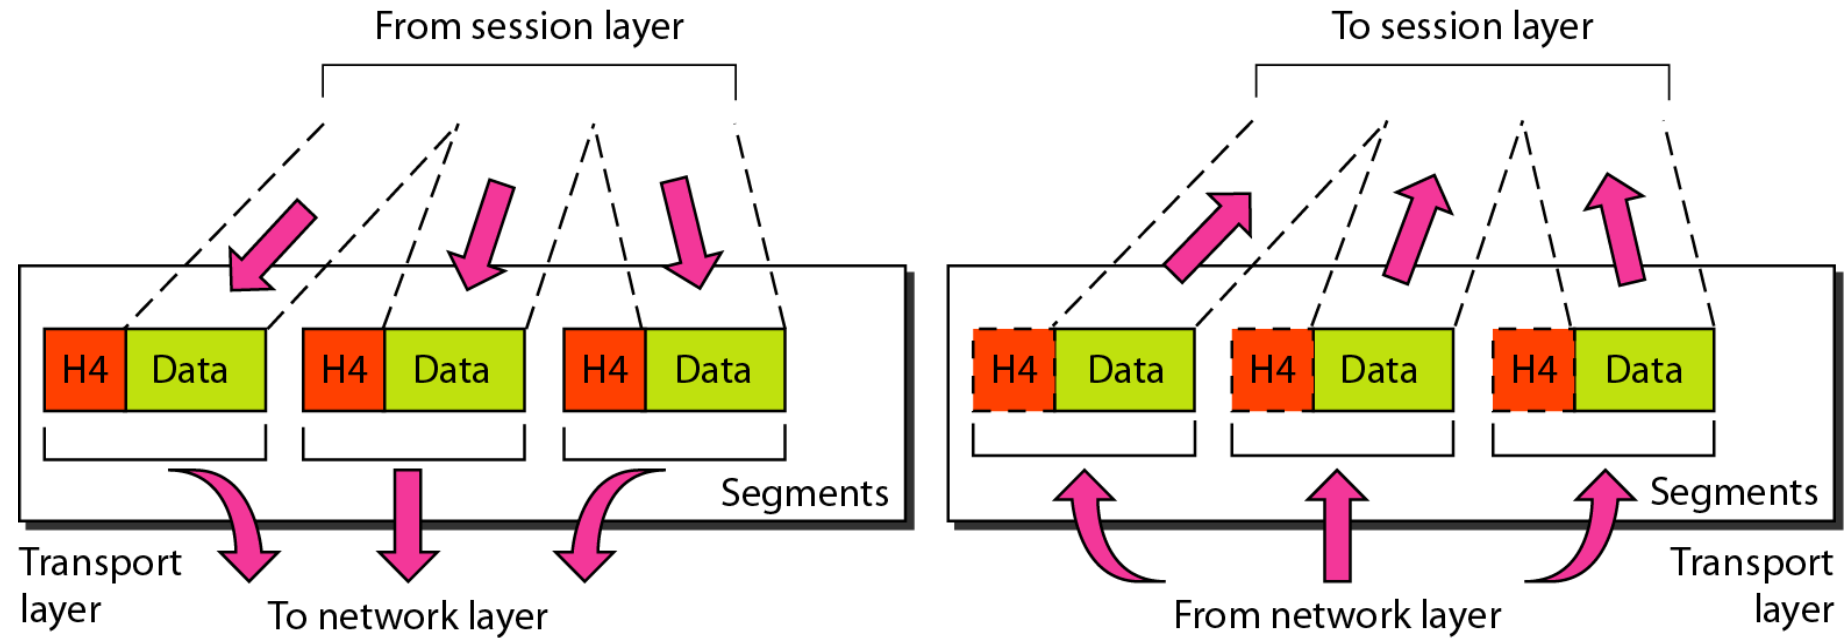 From session layer
H4 Data H4 Data H4 Data
Segments
Transport
layer
To network layer
To session layer
H4 Data H4 Data H4 Data
Segments
From network layer
Transport
layer